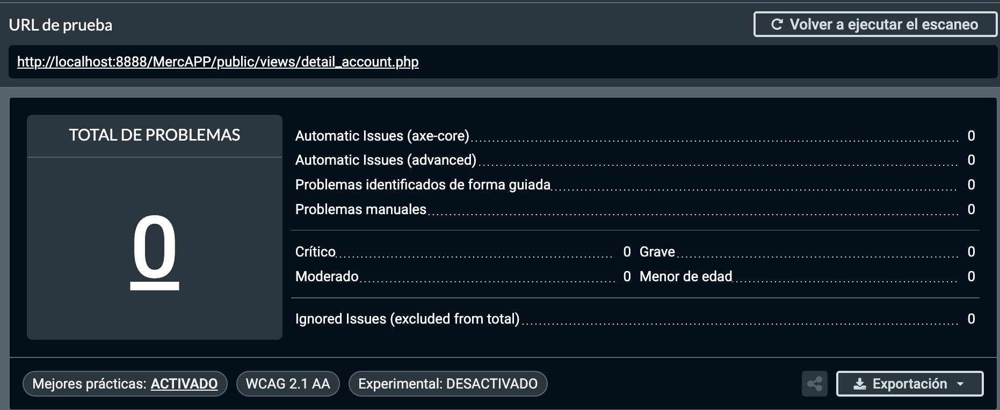 URL de prueba
Volver a ejecutar el escaneo
http://localhost:8888/MercAPP/public/views/detail_account.php
TOTAL DE PROBLEMAS
0
Automatic Issues (axe-core) 0
Automatic Issues (advanced) 0
Problemas identificados de forma guiada 0
Problemas manuales 0
Crítico 0 Grave 0
Moderado 0 Menor de edad 0
Ignored Issues (excluded from total) 0
Mejores prácticas: ACTIVADO WCAG 2.1 AA Experimental: DESACTIVADO Exportación